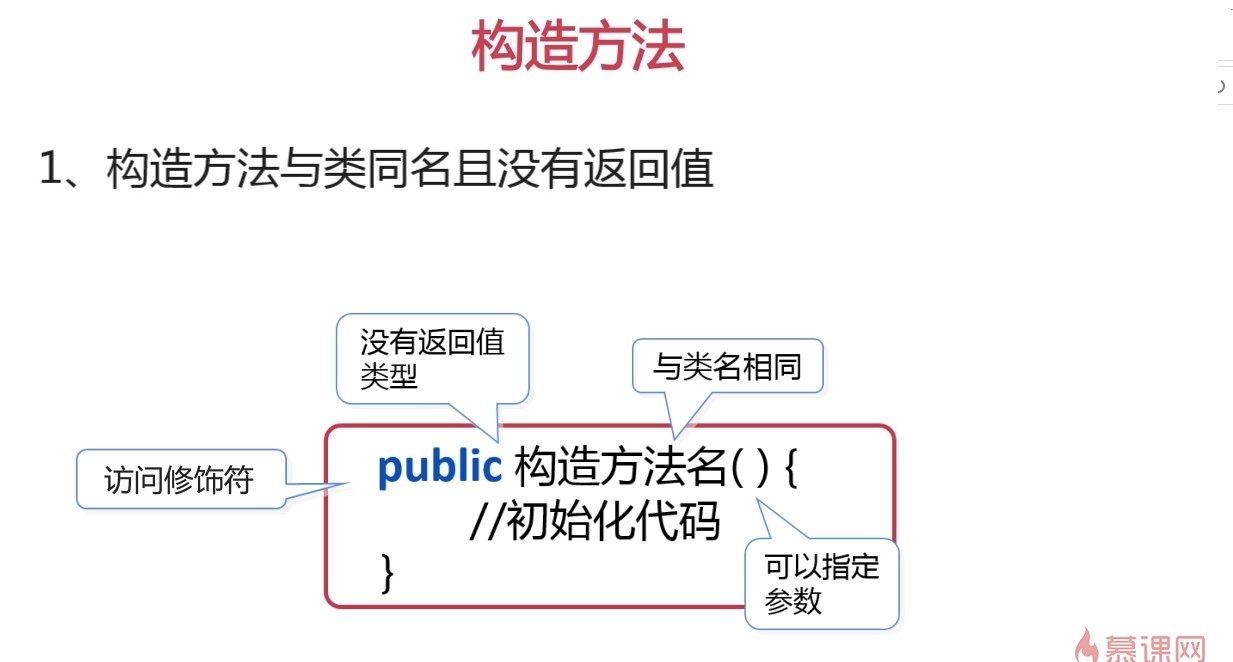 构造方法
1、构造方法与类同名且没有返回值
没有返回值
类型
与类名相同
访问修饰符
public 构造方法名( ) {
//初始化代码
}
可以指定
参数
慕课网